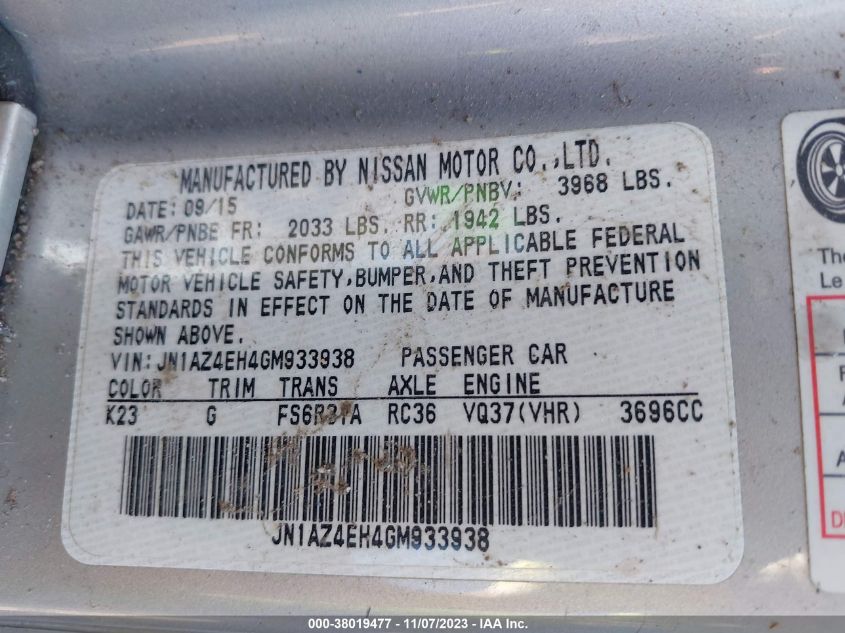 MANUFACTURED BY NISSAN MOTOR CO.,LTD.
DATE: 09/15 GVWR/PNBV: 3968 LBS.
GAWR/PNBE FR: 2033 LBS. RR: 1942 LBS.
THIS VEHICLE CONFORMS TO ALL APPLICABLE FEDERAL
MOTOR VEHICLE SAFETY,BUMPER,AND THEFT PREVENTION
STANDARDS IN EFFECT ON THE DATE OF MANUFACTURE
SHOWN ABOVE.
VIN:JN1AZ4EH4GM933938 PASSENGER CAR
COLOR TRIM TRANS AXLE ENGINE
K23 G FS6R31A RC36 VQ37(VHR) 3696CC
JN1AZ4EH4GM933938
The
Le
000-38019477 - 11/07/2023 - IAA Inc.